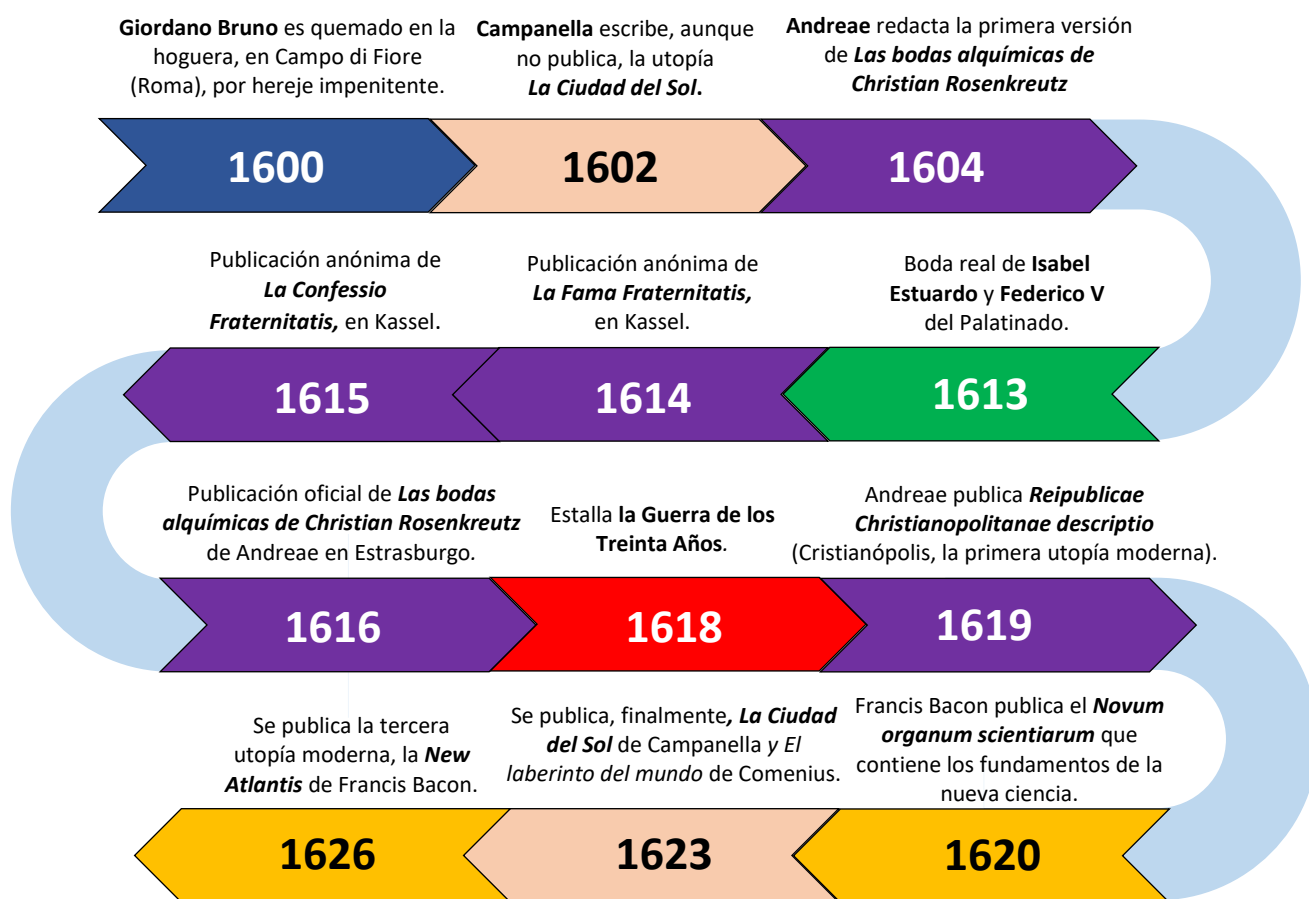 Giordano Bruno es quemado en la
hoguera, en Campo di Fiore
(Roma), por hereje impenitente.
1600
Campanella escribe, aunque
no publica, la utopía
La Ciudad del Sol.
1602
Andreae redacta la primera versión
de Las bodas alquímicas de
Christian Rosenkreutz
1604
Boda real de Isabel
Estuardo y Federico V
del Palatinado.
1613
Publicación anónima de
La Fama Fraternitatis,
en Kassel.
1614
Publicación anónima de
La Confessio
Fraternitatis, en Kassel.
1615
Publicación oficial de Las bodas
alquímicas de Christian Rosenkreutz
de Andreae en Estrasburgo.
1616
Estalla la Guerra de los
Treinta Años.
1618
Andreae publica Reipublicae
Christianopolitanae descriptio
(Cristianópolis, la primera utopía moderna).
1619
Francis Bacon publica el Novum
organum scientiarum que
contiene los fundamentos de la
nueva ciencia.
1620
Se publica, finalmente, La Ciudad
del Sol de Campanella y El
laberinto del mundo de Comenius.
1623
Se publica la tercera
utopía moderna, la New
Atlantis de Francis Bacon.
1626